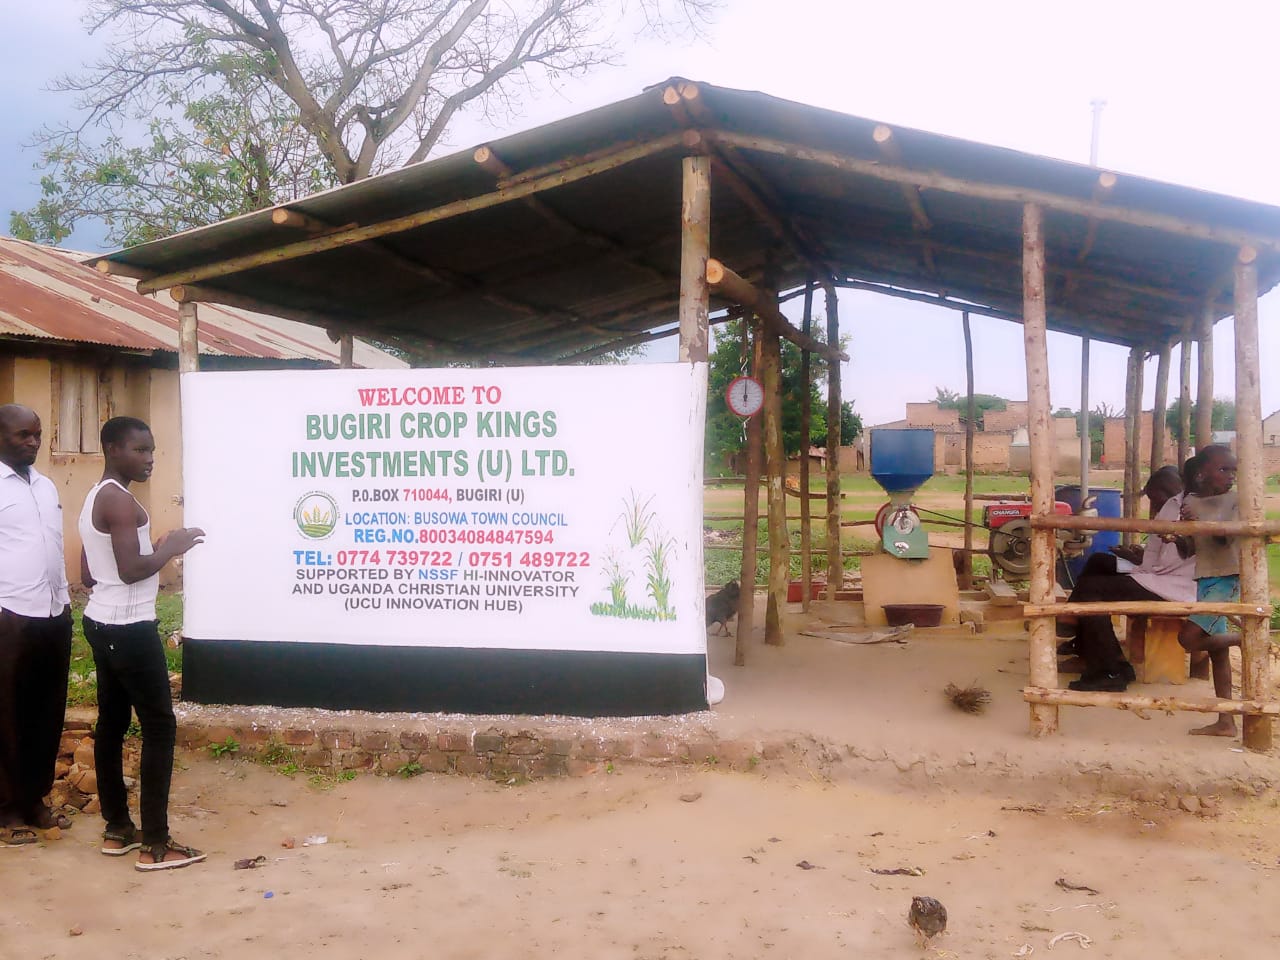 WELCOME TO
BUGIRI CROP KINGS
INVESTMENTS (U) LTD.
P.O.BOX 710044, BUGIRI (U)
LOCATION: BUSOWA TOWN COUNCIL
REG.NO.80034084847594
TEL: 0774 739722 / 0751 489722
SUPPORTED BY NSSF HI-INNOVATOR
AND UGANDA CHRISTIAN UNIVERSITY
(UCU INNOVATION HUB)
CHANGFA